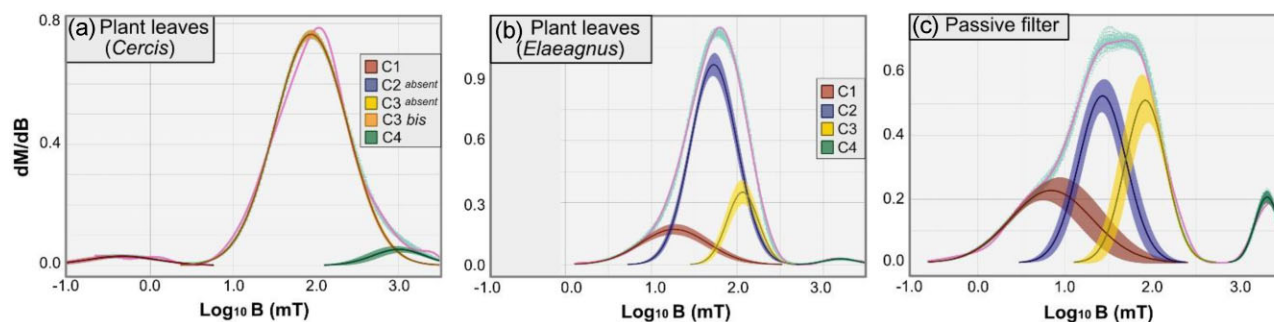 (a) Plant leaves
(Cercis)
dM/dB
0.8
0.4
0.0
-1.0
0.0
1.0
2.0
3.0
Log10 B (mT)
C1
C2 absent
C3 absent
C3 bis
C4
(b) Plant leaves
(Elaeagnus)
0.9
0.6
0.3
0.0
0.0
1.0
2.0
3.0
Log10 B (mT)
C1
C2
C3
C4
(c) Passive filter
0.6
0.4
0.2
0.0
-1.0
0.0
1.0
2.0
3.0
Log10 B (mT)